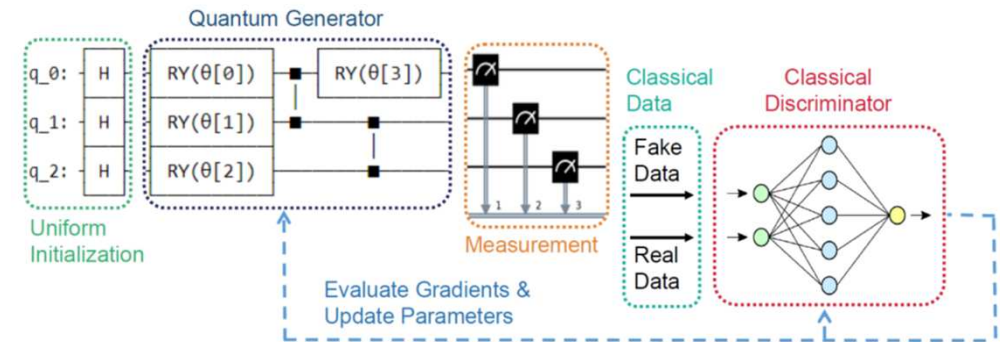 Quantum Generator
q_0: H RY(θ[0]) RY(θ[3])
q_1: H RY(θ[1])
q_2: H RY(θ[2])
1 2 3
Uniform
Initialization
Measurement
Classical
Data
Fake
Data
Real
Data
Classical
Discriminator
Evaluate Gradients &
Update Parameters